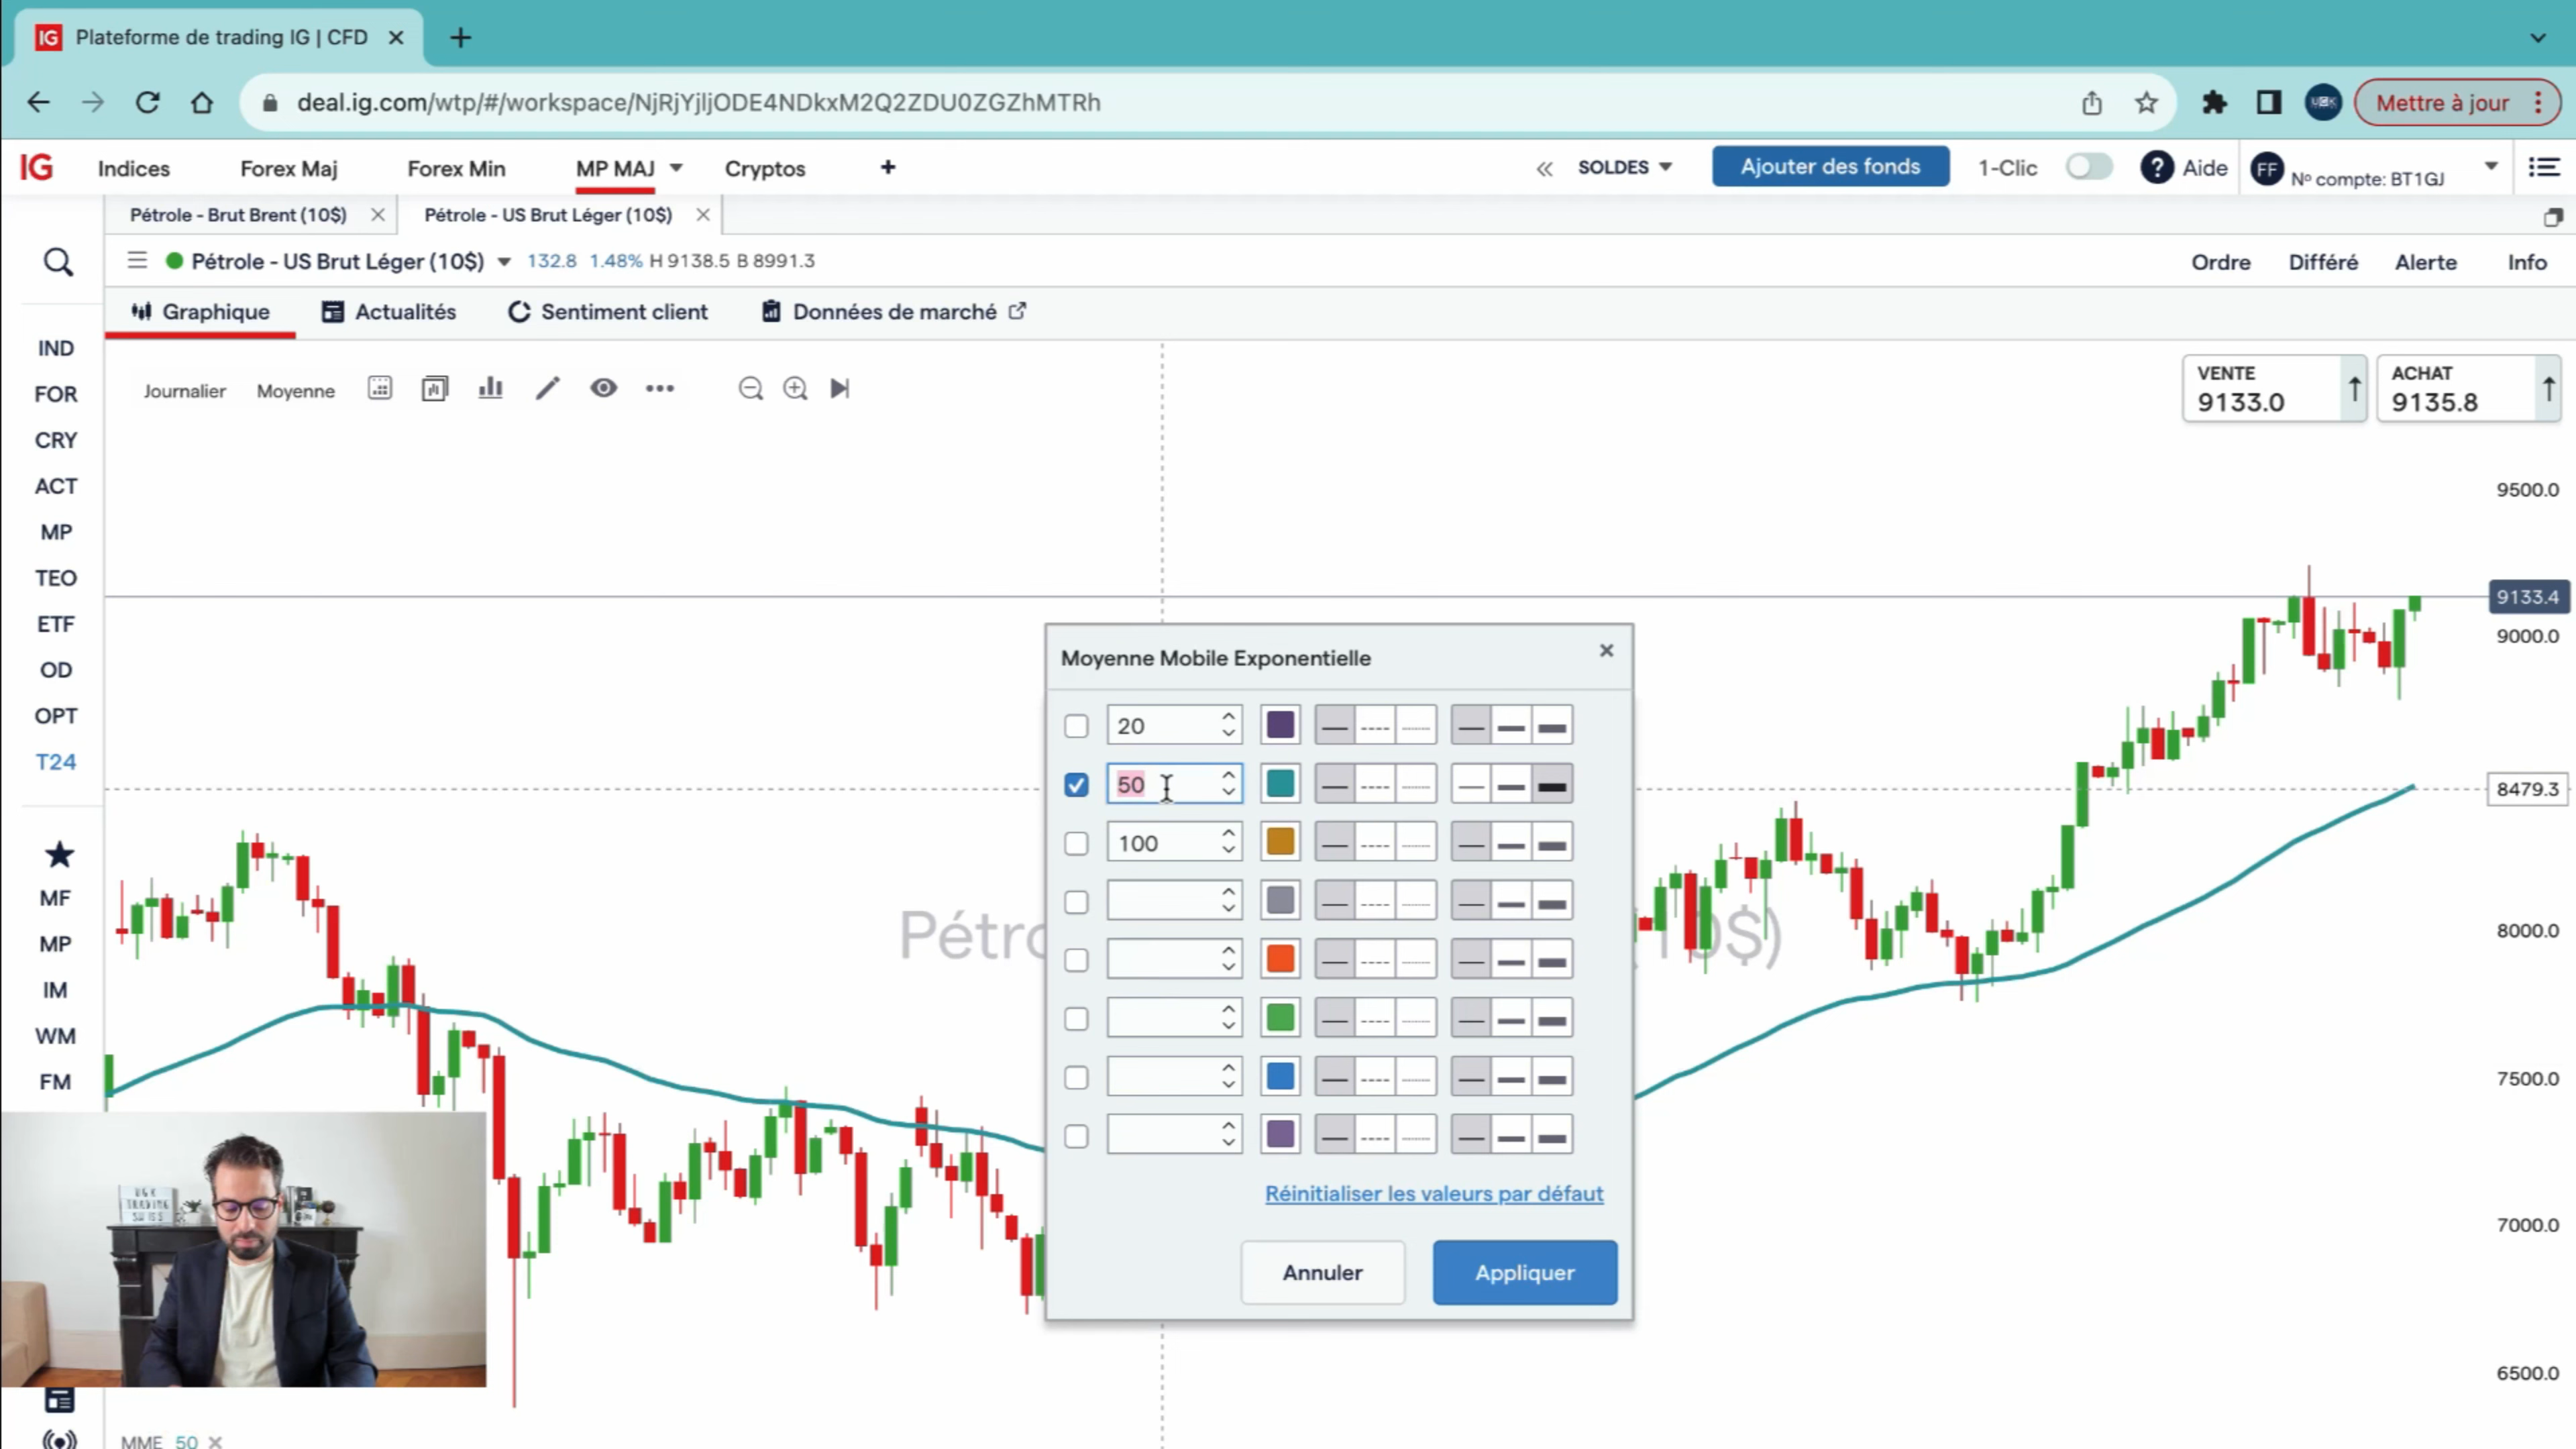 IG Plateforme de trading IG | CFD
deal.ig.com/wtp/#/workspace/NjRjYjljODE4NDkxM2Q2ZDU0ZGZhMTRh
Mettre à jour
IG Indices Forex Maj Forex Min MP MAJ Cryptos + SOLDES Ajouter des fonds 1-Clic ? Aide FF Nº compte: BT1GJ
Pétrole - Brut Brent (10$) Pétrole - US Brut Léger (10$)
Pétrole - US Brut Léger (10$) 132.8 1.48% H 9138.5 B 8991.3 Ordre Différé Alerte Info
Graphique Actualités Sentiment client Données de marché
Journalier Moyenne
VENTE
9133.0
ACHAT
9135.8
IND
FOR
CRY
ACT
MP
TEO
ETF
OD
OPT
T24
MF
MP
IM
WM
FM
9500.0
9133.4
9000.0
8479.3
8000.0
7500.0
7000.0
6500.0
Pétro
10$)
Moyenne Mobile Exponentielle
20
50
100
Réinitialiser les valeurs par défaut
Annuler Appliquer
U&K
TRADING
SWISS
MME 50